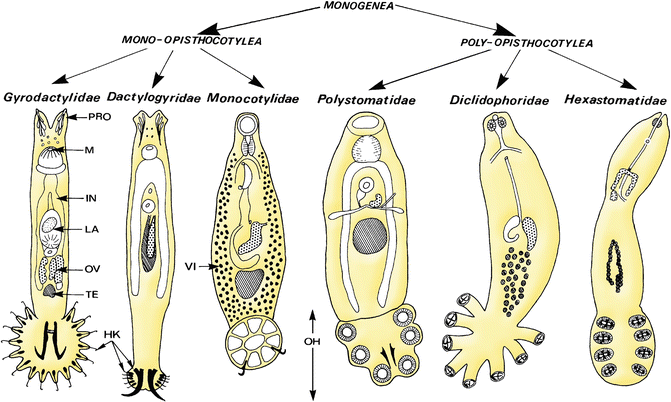 MONOGENEA
MONO-OPISTHOCOTYLEA
POLY-OPISTHOCOTYLEA
Gyrodactylidae Dactylogyridae Monocotylidae Polystomatidae Diclidophoridae Hexastomatidae
PRO
M
IN
LA
OV
VI
TE
HK
OH